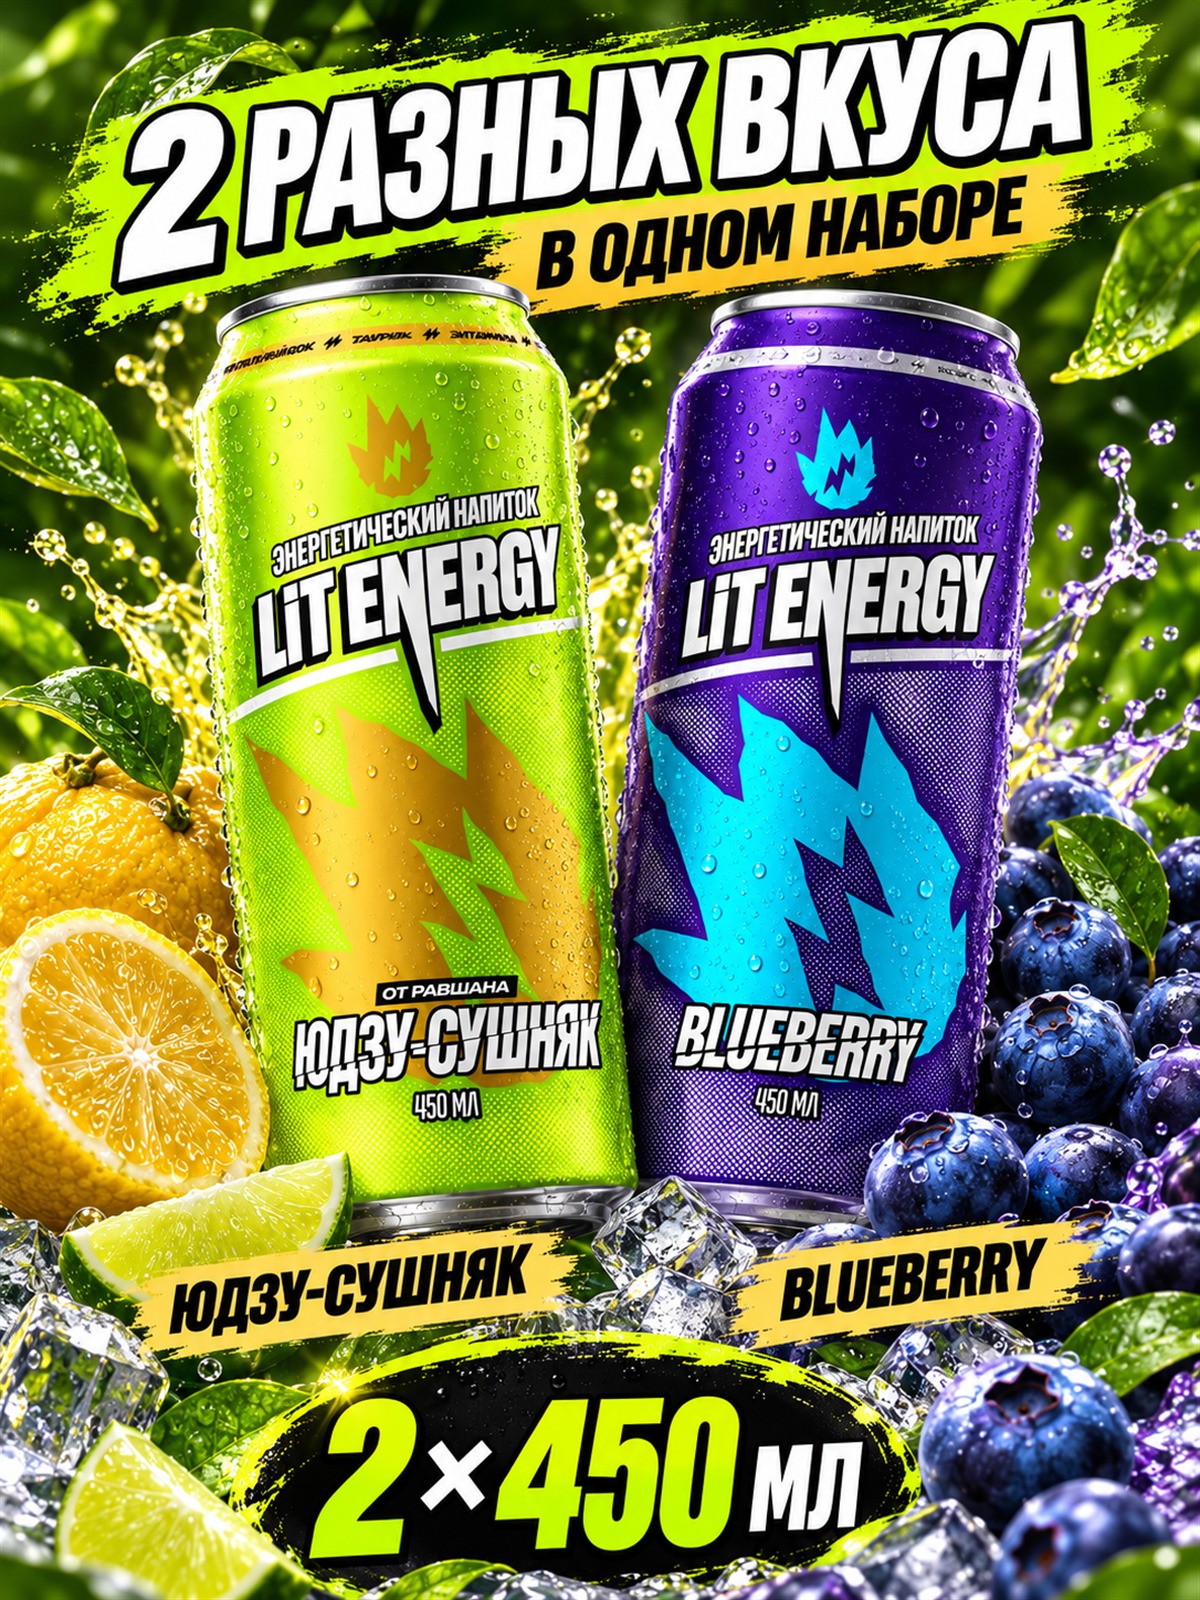 2 РАЗНЫХ ВКУСА
В ОДНОМ НАБОРЕ
ТАУРИН
ЭНЕРГЕТИЧЕСКИЙ НАПИТОК
LiT ENERGY
ОТ РАВШАНА
ЮДЗУ-СУШНЯК
450 МЛ
ЭНЕРГЕТИЧЕСКИЙ НАПИТОК
LiT ENERGY
BLUEBERRY
450 МЛ
ЮДЗУ-СУШНЯК
BLUEBERRY
2×450 МЛ